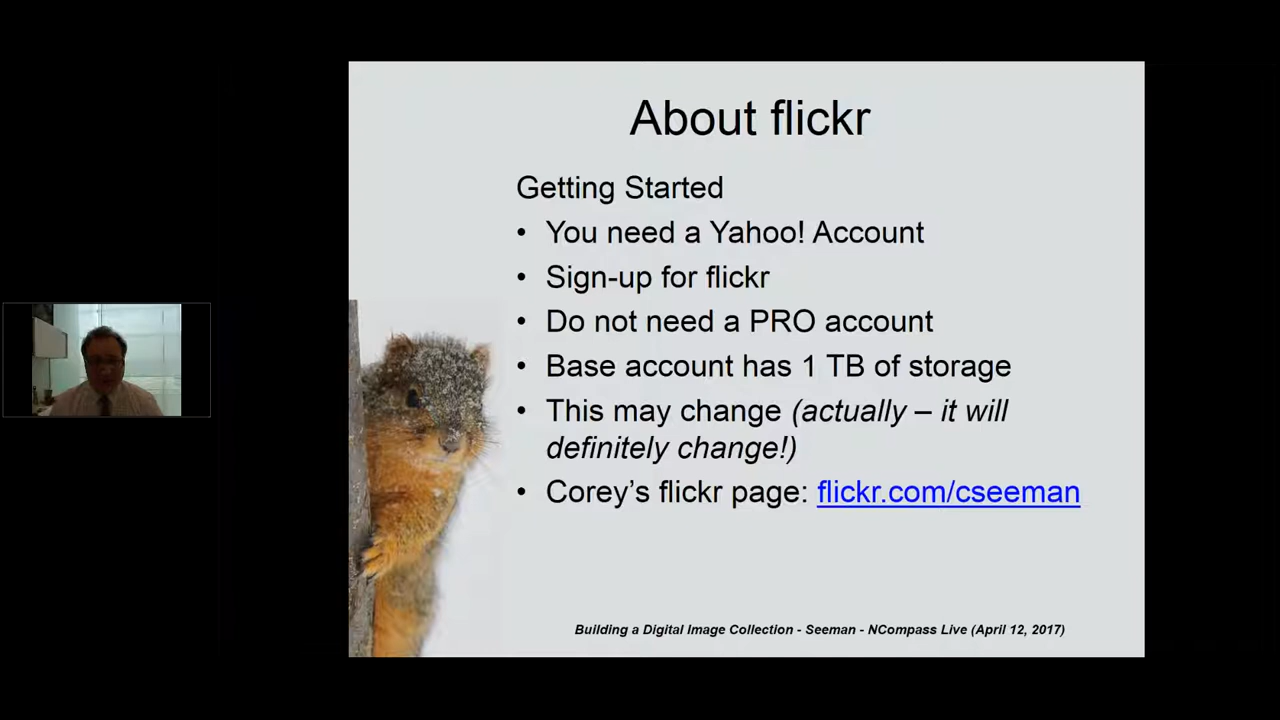 About flickr
Getting Started
• You need a Yahoo! Account
• Sign-up for flickr
• Do not need a PRO account
• Base account has 1 TB of storage
• This may change (actually – it will
definitely change!)
• Corey’s flickr page: flickr.com/cseeman
Building a Digital Image Collection - Seeman - NCompass Live (April 12, 2017)